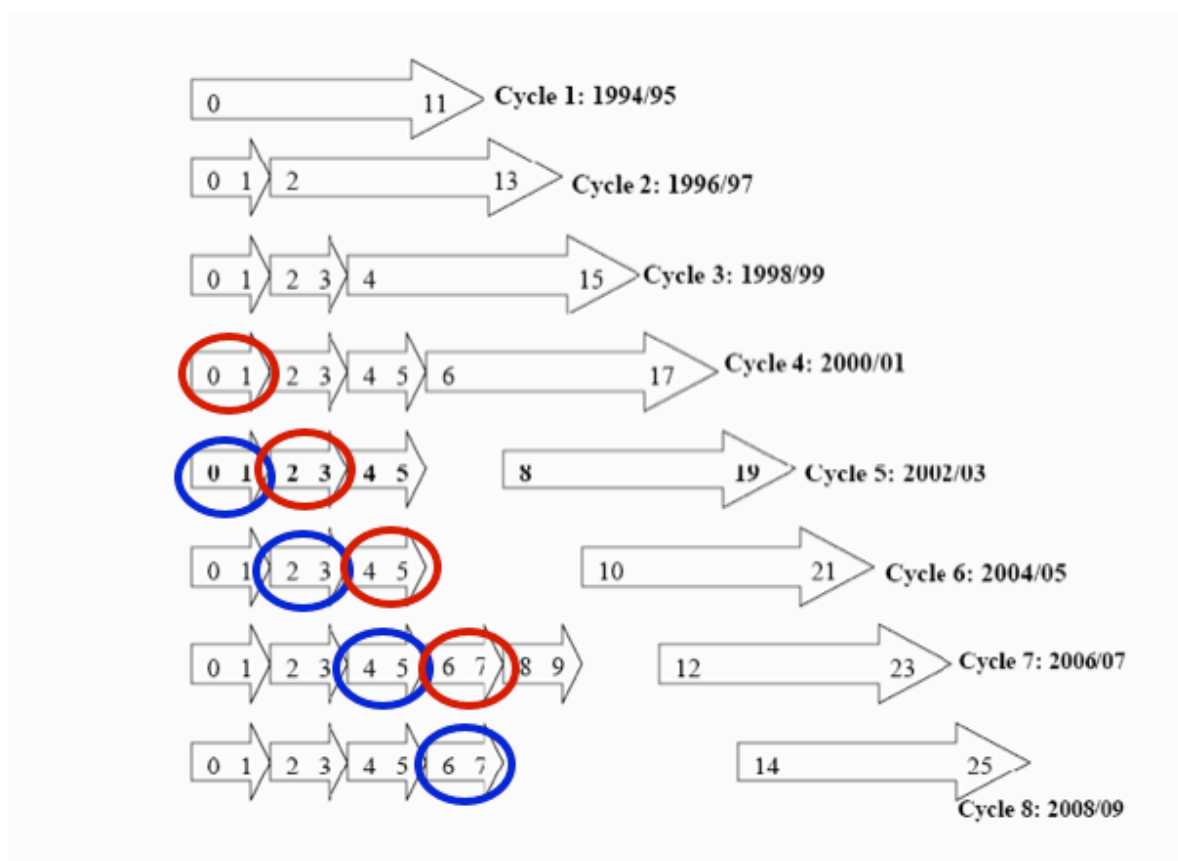 0 11 Cycle 1: 1994/95
0 1 2 13 Cycle 2: 1996/97
0 1 2 3 4 15 Cycle 3: 1998/99
0 1 2 3 4 5 6 17 Cycle 4: 2000/01
0 1 2 3 4 5 8 19 Cycle 5: 2002/03
0 1 2 3 4 5 10 21 Cycle 6: 2004/05
0 1 2 3 4 5 6 7 8 9 12 23 Cycle 7: 2006/07
0 1 2 3 4 5 6 7 14 25
Cycle 8: 2008/09